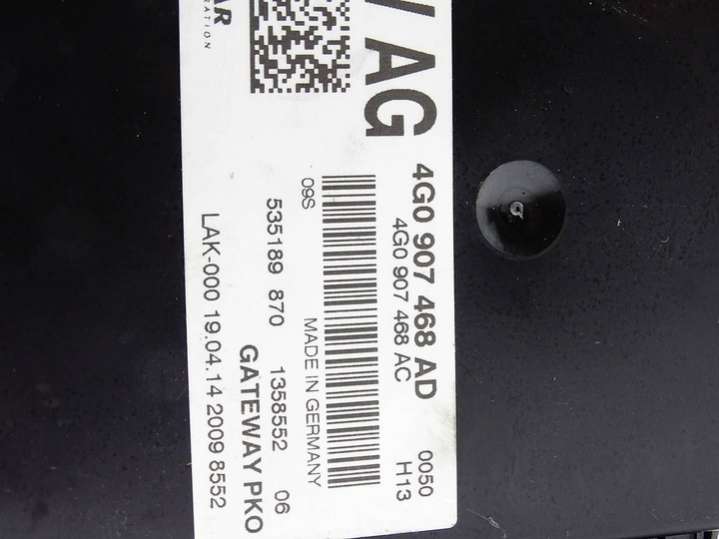 /AG
4G0 907 468 AD 0050
4G0 907 468 AC H13
09S MADE IN GERMANY
535189 870 1358552 06
GATEWAY PKO
LAK-000 19.04.14 2009 8552